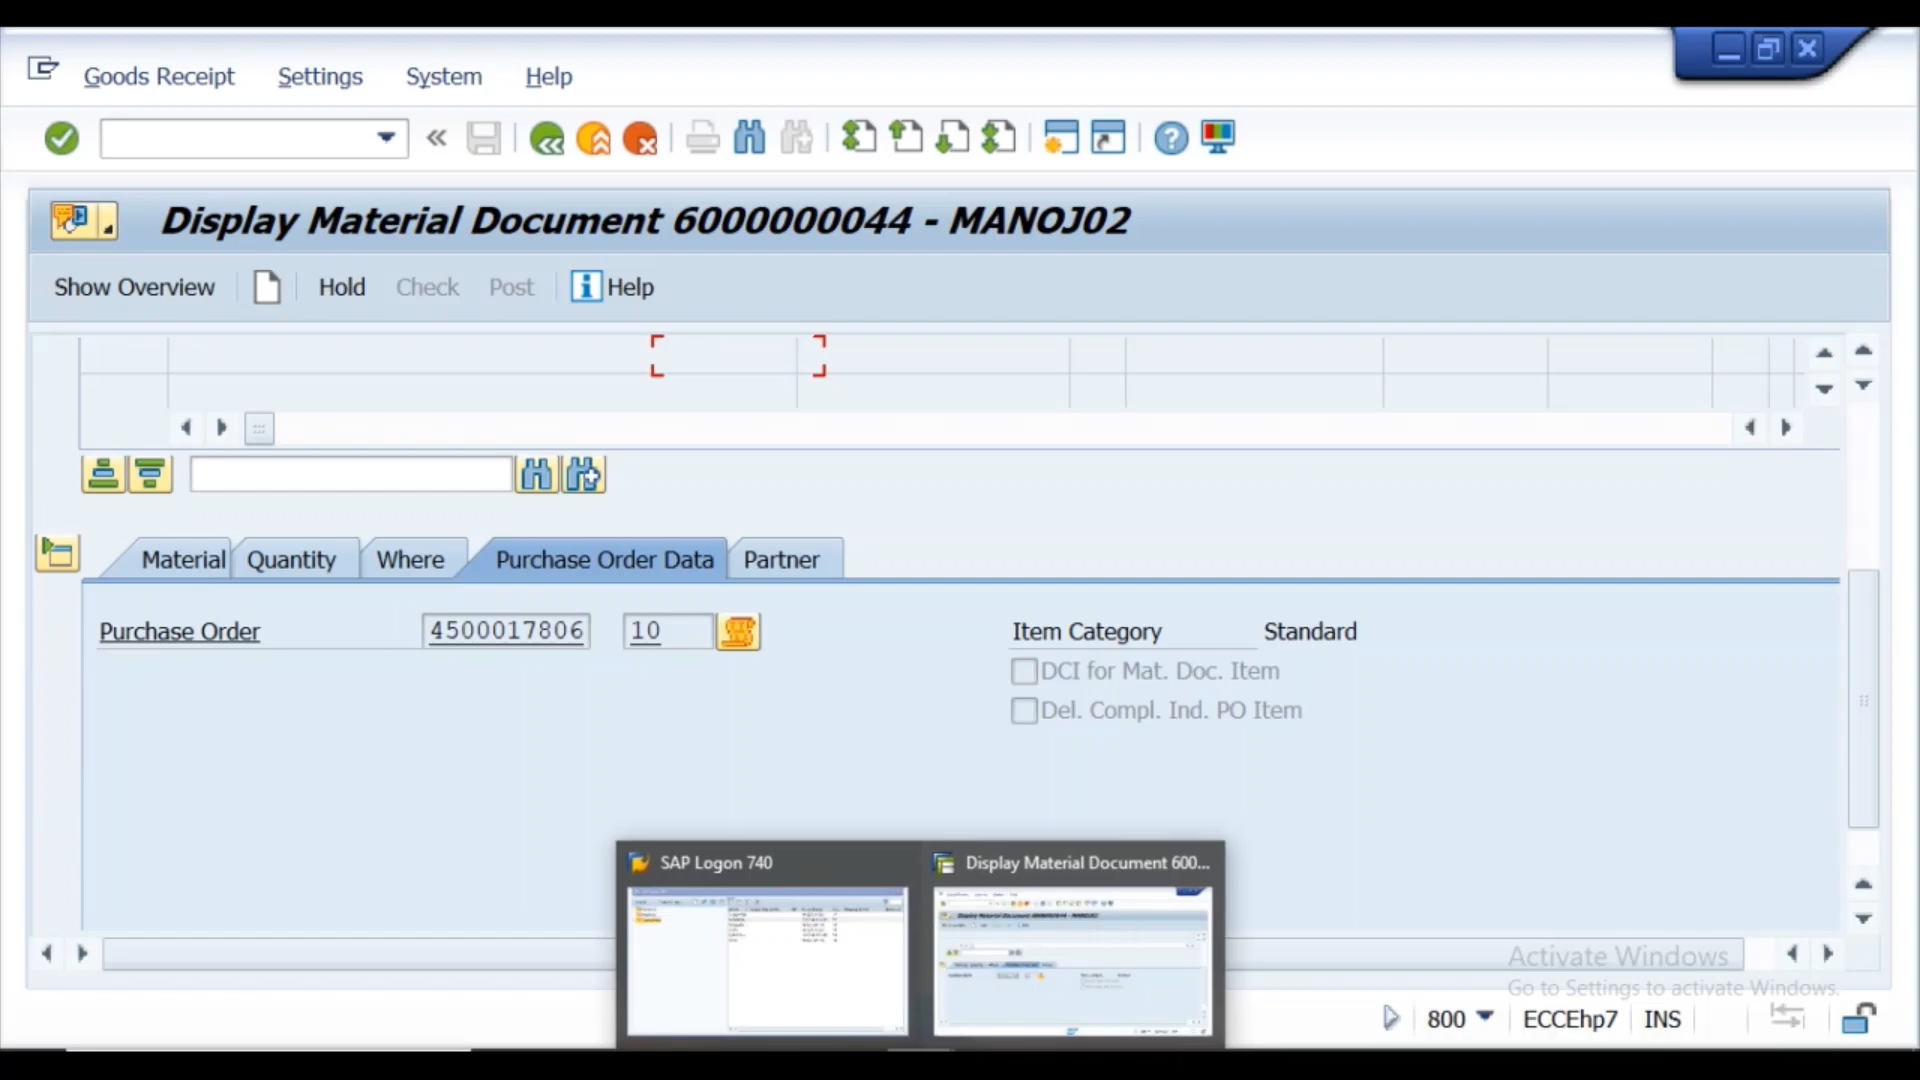 Goods Receipt Settings System Help
Display Material Document 6000000044 - MANOJ02
Show Overview Hold Check Post Help
Material Quantity Where Purchase Order Data Partner
Purchase Order 4500017806 10 Item Category Standard
DCI for Mat. Doc. Item
Del. Compl. Ind. PO Item
SAP Logon 740 Display Material Document 600...
Activate Windows
Go to Settings to activate Windows.
800 ECCEhp7 INS